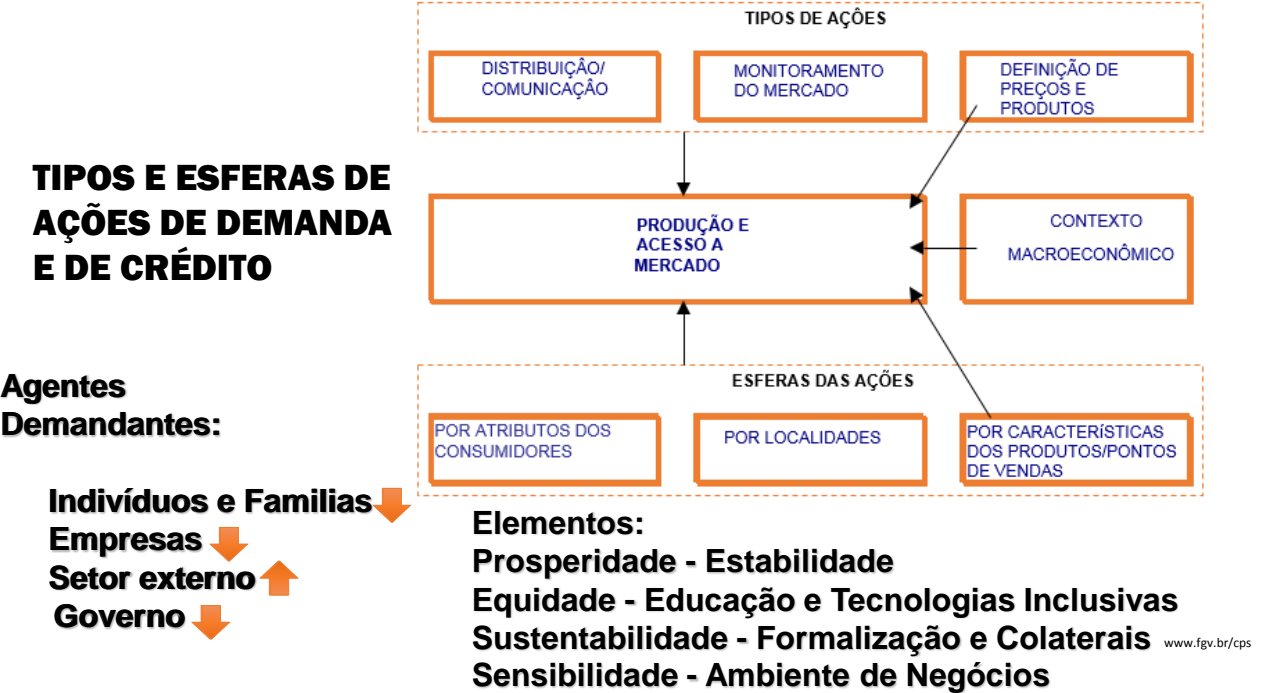 TIPOS DE AÇÕES
DISTRIBUIÇÂO/
COMUNICAÇÂO
MONITORAMENTO
DO MERCADO
DEFINIÇÃO DE
PREÇOS E
PRODUTOS
TIPOS E ESFERAS DE
AÇÕES DE DEMANDA
E DE CRÉDITO
PRODUÇÃO E
ACESSO A
MERCADO
CONTEXTO
MACROECONÔMICO
ESFERAS DAS AÇÕES
POR ATRIBUTOS DOS
CONSUMIDORES
POR LOCALIDADES
POR CARACTERÍSTICAS
DOS PRODUTOS/PONTOS
DE VENDAS
Agentes
Demandantes:
Indivíduos e Familias
Empresas
Setor externo
Governo
Elementos:
Prosperidade - Estabilidade
Equidade - Educação e Tecnologias Inclusivas
Sustentabilidade - Formalização e Colaterais
www.fgv.br/cps
Sensibilidade - Ambiente de Negócios